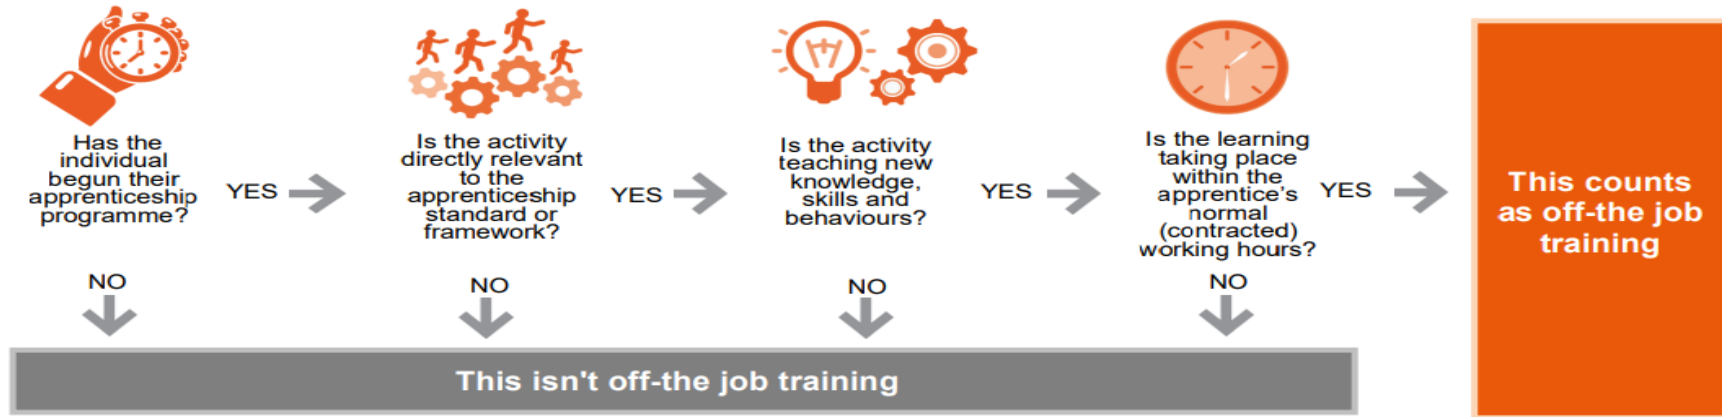 Has the
individual
begun their
apprenticeship
programme?
YES
NO
Is the activity
directly relevant
to the
apprenticeship
standard or
framework?
YES
NO
Is the activity
teaching new
knowledge,
skills and
behaviours?
YES
NO
Is the learning
taking place
within the
apprentice's
normal
(contracted)
working hours?
YES
NO
This counts
as off-the job
training
This isn't off-the job training